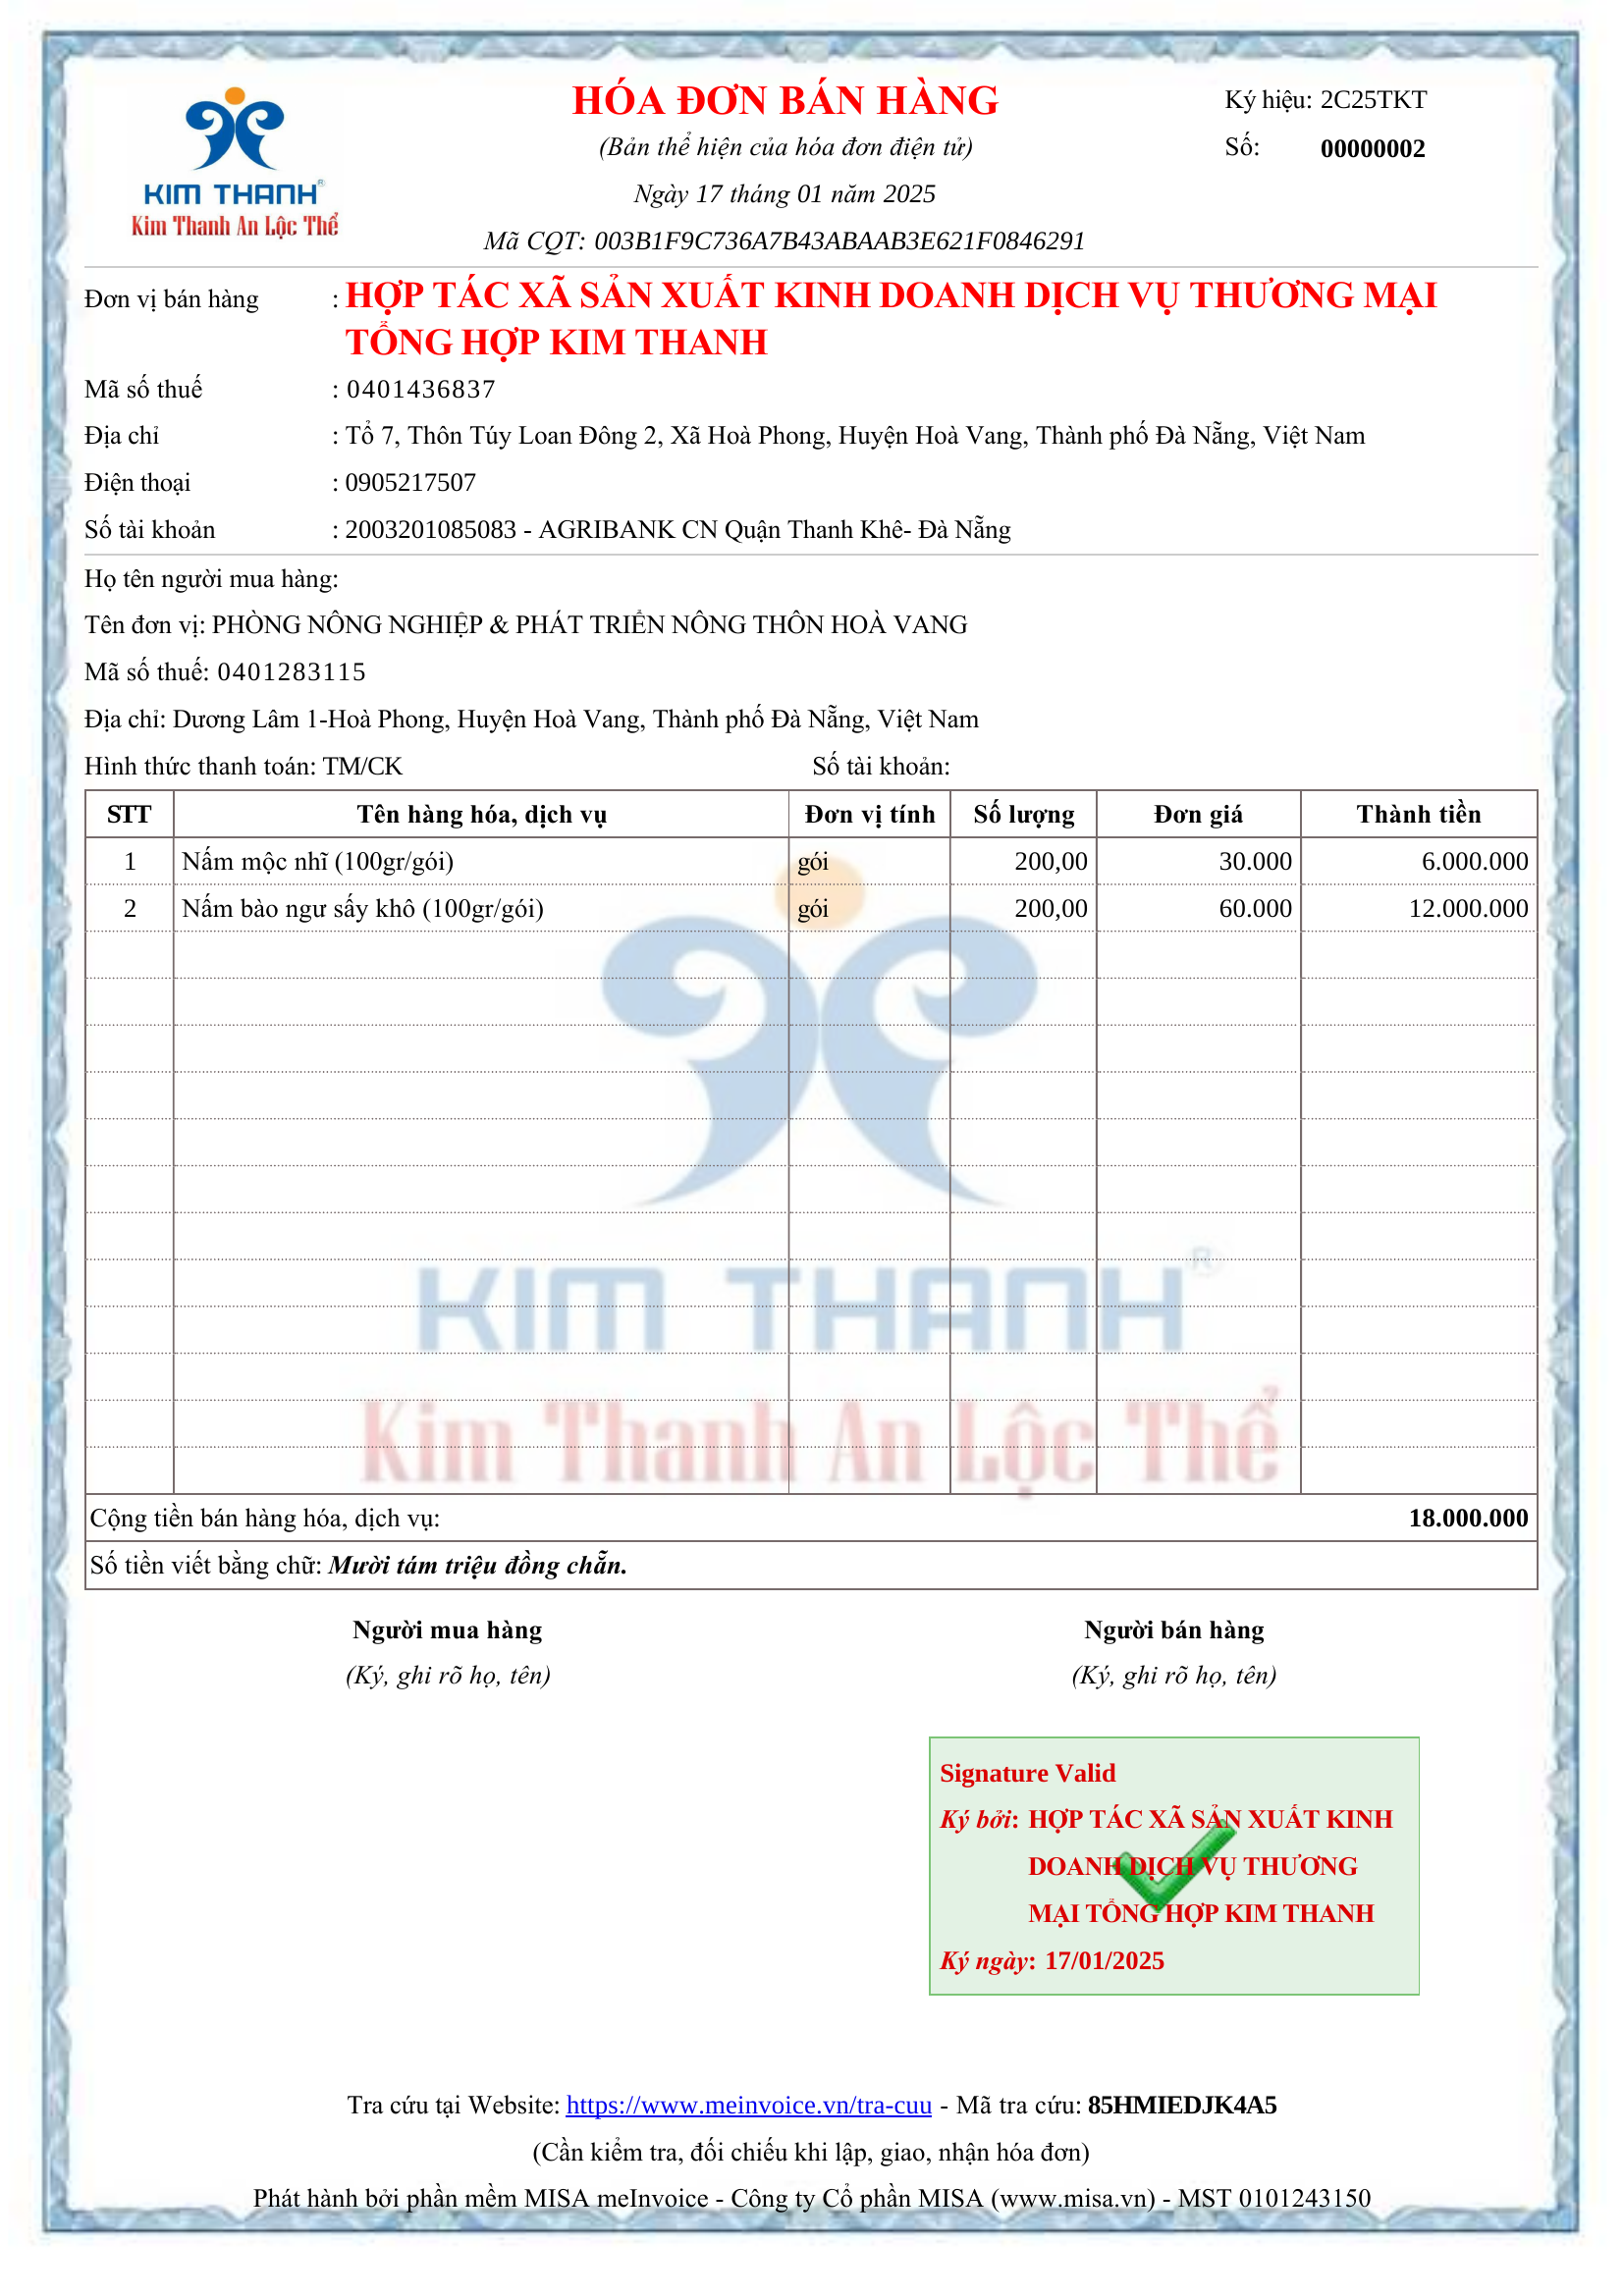 KIM THANH®
Kim Thanh An Lộc Thể
HÓA ĐƠN BÁN HÀNG
(Bản thể hiện của hóa đơn điện tử)
Ngày 17 tháng 01 năm 2025
Mã CQT: 003B1F9C736A7B43ABAAB3E621F0846291
Ký hiệu: 2C25TKT
Số: 00000002
Đơn vị bán hàng : HỢP TÁC XÃ SẢN XUẤT KINH DOANH DỊCH VỤ THƯƠNG MẠI
TỔNG HỢP KIM THANH
Mã số thuế : 0401436837
Địa chỉ : Tổ 7, Thôn Túy Loan Đông 2, Xã Hoà Phong, Huyện Hoà Vang, Thành phố Đà Nẵng, Việt Nam
Điện thoại : 0905217507
Số tài khoản : 2003201085083 - AGRIBANK CN Quận Thanh Khê- Đà Nẵng
Họ tên người mua hàng:
Tên đơn vị: PHÒNG NÔNG NGHIỆP & PHÁT TRIỂN NÔNG THÔN HOÀ VANG
Mã số thuế: 0401283115
Địa chỉ: Dương Lâm 1-Hoà Phong, Huyện Hoà Vang, Thành phố Đà Nẵng, Việt Nam
Hình thức thanh toán: TM/CK Số tài khoản:
STT Tên hàng hóa, dịch vụ Đơn vị tính Số lượng Đơn giá Thành tiền
1 Nấm mộc nhĩ (100gr/gói) gói 200,00 30.000 6.000.000
2 Nấm bào ngư sấy khô (100gr/gói) gói 200,00 60.000 12.000.000
KIM THANH®
Kim Thanh An Lộc Thể
Cộng tiền bán hàng hóa, dịch vụ: 18.000.000
Số tiền viết bằng chữ: Mười tám triệu đồng chẵn.
Người mua hàng Người bán hàng
(Ký, ghi rõ họ, tên) (Ký, ghi rõ họ, tên)
Signature Valid
Ký bởi: HỢP TÁC XÃ SẢN XUẤT KINH
DOANH DỊCH VỤ THƯƠNG
MẠI TỔNG HỢP KIM THANH
Ký ngày: 17/01/2025
Tra cứu tại Website: https://www.meinvoice.vn/tra-cuu - Mã tra cứu: 85HMIEDJK4A5
(Cần kiểm tra, đối chiếu khi lập, giao, nhận hóa đơn)
Phát hành bởi phần mềm MISA meInvoice - Công ty Cổ phần MISA (www.misa.vn) - MST 0101243150